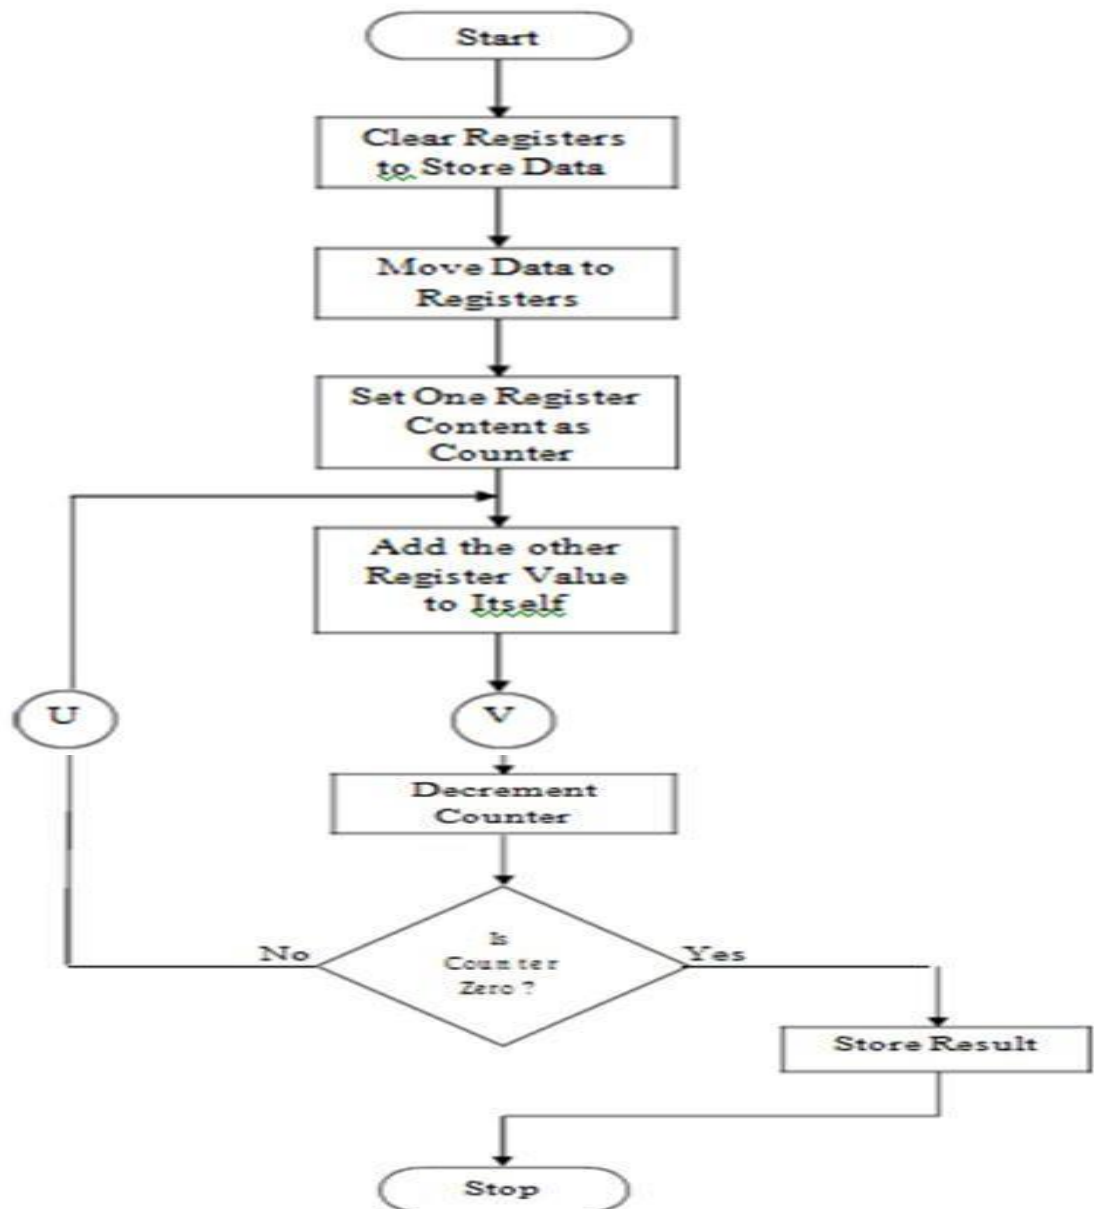 Start
Clear Registers
to Store Data
Move Data to
Registers
Set One Register
Content as
Counter
Add the other
Register Value
to Itself
U
V
Decrement
Counter
Is
Counter
Zero ?
No
Yes
Store Result
Stop